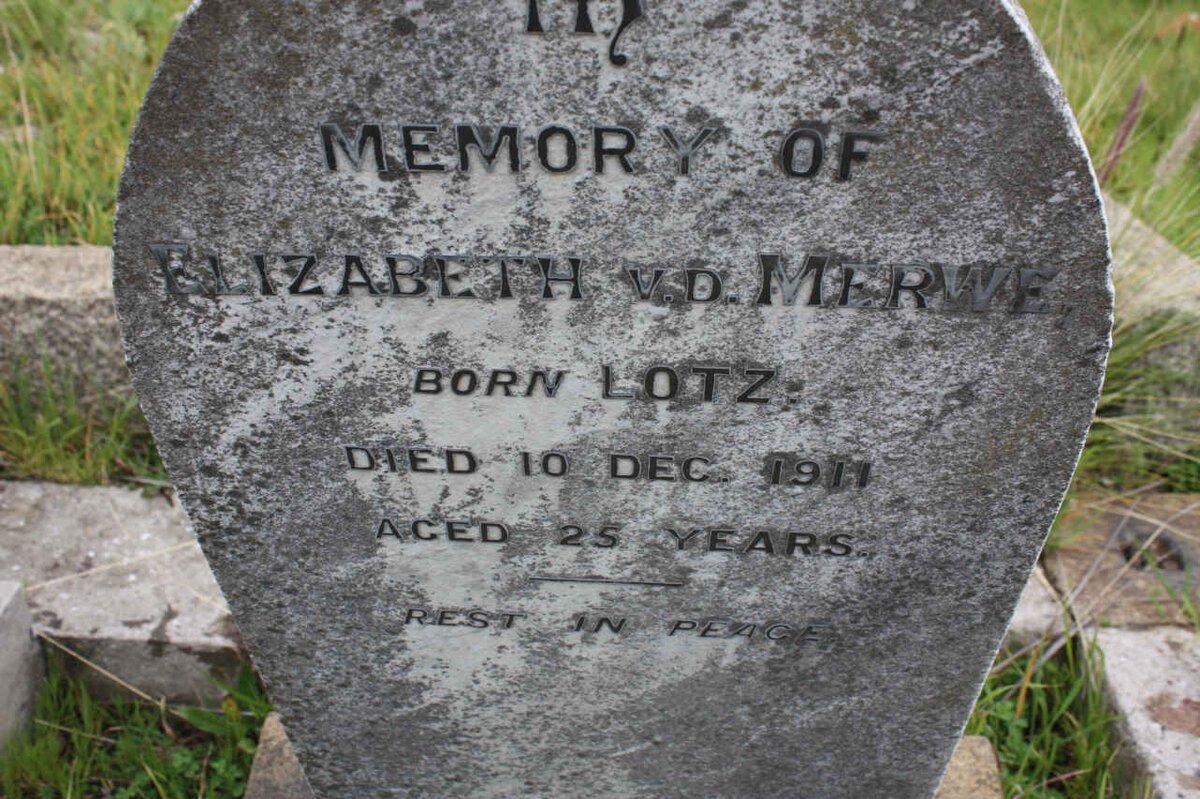 MEMORY OF
ELIZABETH V.D. MERWE,
BORN LOTZ.
DIED 10 DEC. 1911
AGED 25 YEARS.
REST IN PEACE